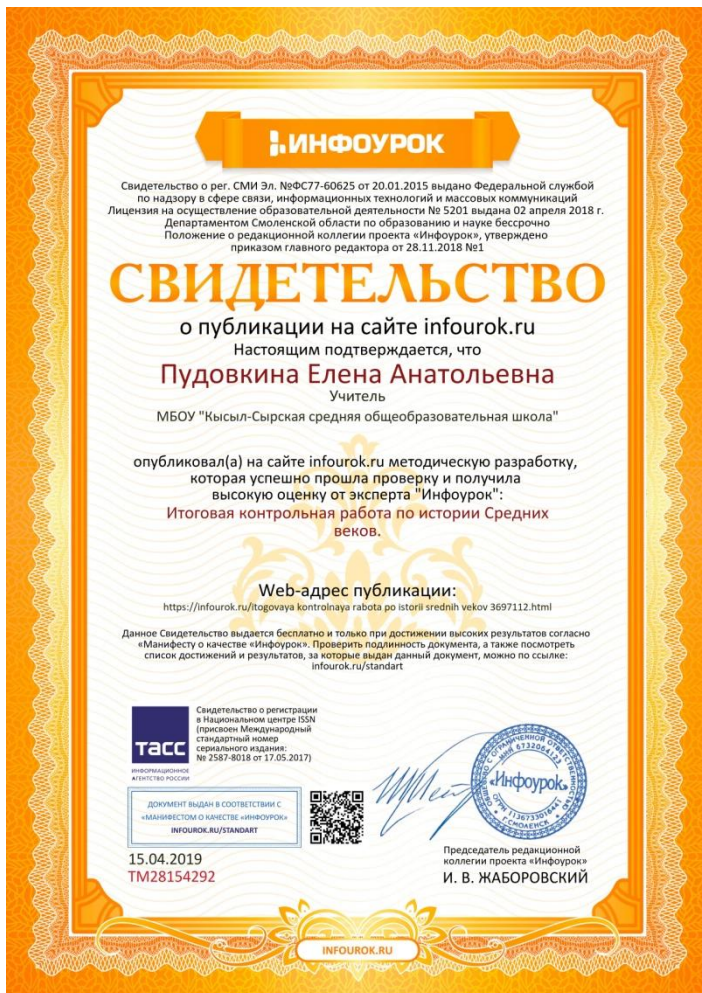 ИНФОУРОК
Свидетельство о рег. СМИ Эл. №ФС77-60625 от 20.01.2015 выдано Федеральной службой
по надзору в сфере связи, информационных технологий и массовых коммуникаций
Лицензия на осуществление образовательной деятельности № 5201 выдана 02 апреля 2018 г.
Департаментом Смоленской области по образованию и науке бессрочно
Положение о редакционной коллегии проекта «Инфоурок», утверждено
приказом главного редактора от 28.11.2018 №1
СВИДЕТЕЛЬСТВО
о публикации на сайте infourok.ru
Настоящим подтверждается, что
Пудовкина Елена Анатольевна
Учитель
МБОУ "Кысыл-Сырская средняя общеобразовательная школа"
опубликовал(а) на сайте infourok.ru методическую разработку,
которая успешно прошла проверку и получила
высокую оценку от эксперта "Инфоурок":
Итоговая контрольная работа по истории Средних
веков.
Web-адрес публикации:
https://infourok.ru/itogovaya kontrolnaya rabota po istorii srednih vekov 3697112.html
Данное Свидетельство выдается бесплатно и только при достижении высоких результатов согласно
«Манифесту о качестве «Инфоурок». Проверить подлинность документа, а также посмотреть
список достижений и результатов, за которые выдан данный документ, можно по ссылке:
infourok.ru/standart
Свидетельство о регистрации
в Национальном центре ISSN
(присвоен Международный
стандартный номер
сериального издания:
№ 2587-8018 от 17.05.2017)
ТАСС
ИНФОРМАЦИОННОЕ
АГЕНТСТВО РОССИИ
ДОКУМЕНТ ВЫДАН В СООТВЕТСТВИИ С
«МАНИФЕСТОМ О КАЧЕСТВЕ «ИНФОУРОК»
INFOUROK.RU/STANDART
15.04.2019
ТМ28154292
ОБЩЕСТВО С ОГРАНИЧЕННОЙ ОТВЕТСТВЕННОСТЬЮ
ИНН 6732064123
«Инфоурок»
ОГРН 1136733016441
г.СМОЛЕНСК
Председатель редакционной
коллегии проекта «Инфоурок»
И. В. ЖАБОРОВСКИЙ
INFOUROK.RU